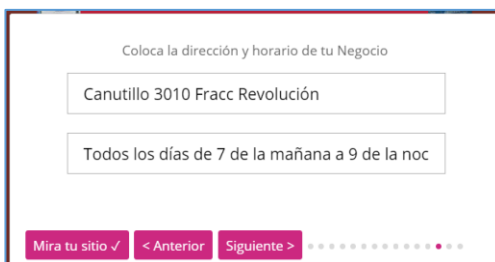 Coloca la dirección y horario de tu Negocio
Canutillo 3010 Fracc Revolución
Todos los días de 7 de la mañana a 9 de la noc
Mira tu sitio ✓ < Anterior Siguiente >